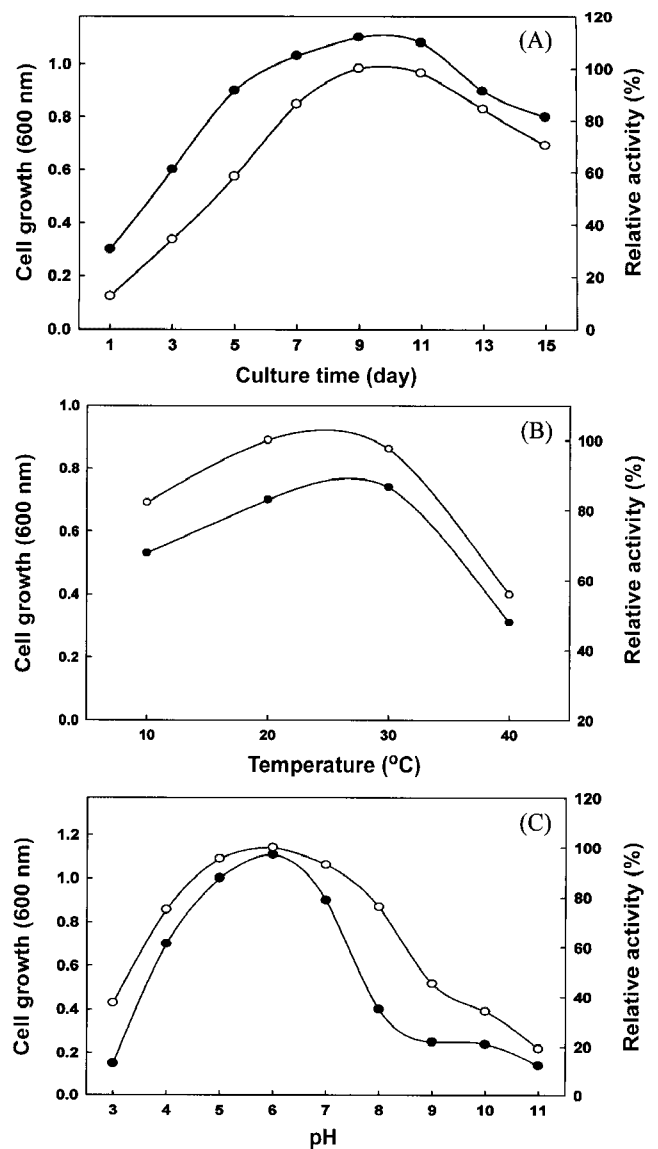 (A)
Cell growth (600 nm)
1.0
0.8
0.6
0.4
0.2
0.0
Relative activity (%)
120
100
80
60
40
20
0
1 3 5 7 9 11 13 15
Culture time (day)
(B)
Cell growth (600 nm)
1.0
0.8
0.6
0.4
0.2
0.0
Relative activity (%)
100
80
60
40
20
10 20 30 40
Temperature (°C)
(C)
Cell growth (600 nm)
1.2
1.0
0.8
0.6
0.4
0.2
0.0
Relative activity (%)
120
100
80
60
40
20
0
3 4 5 6 7 8 9 10 11
pH